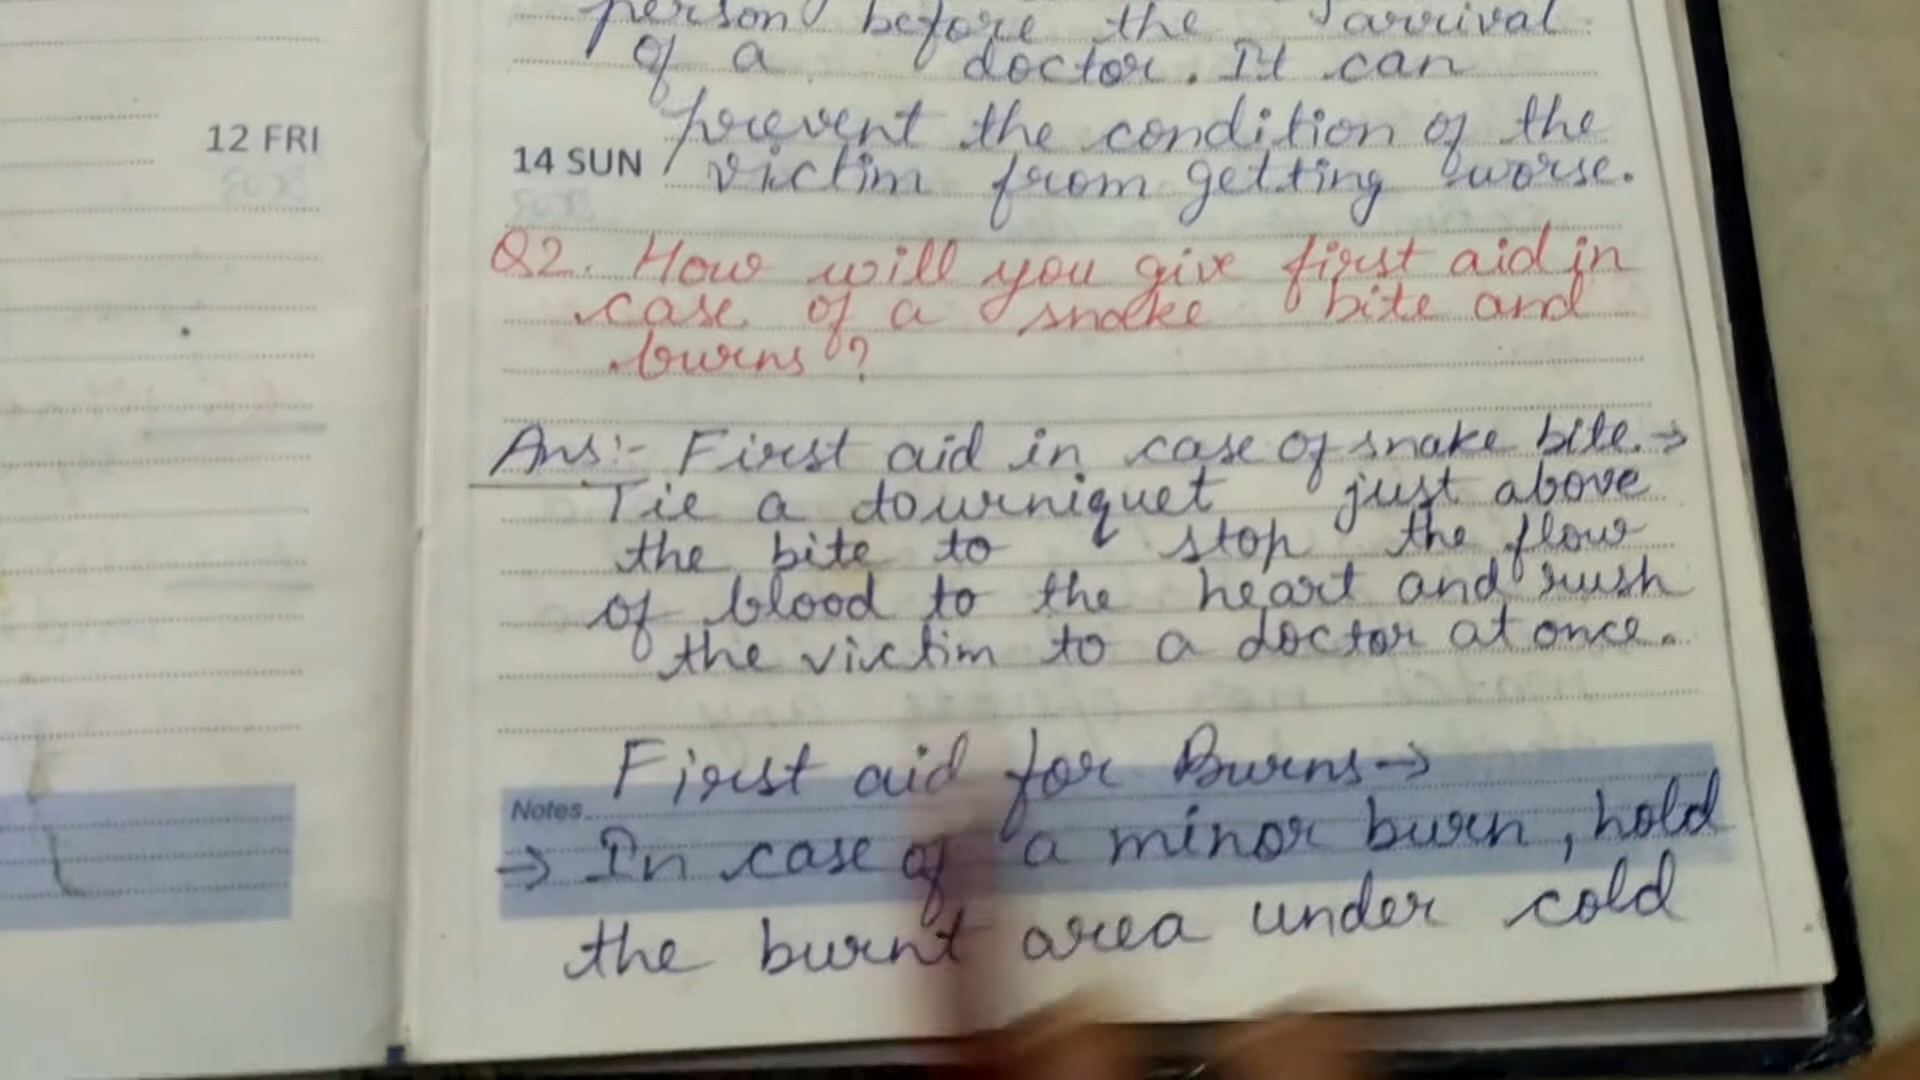 person before the arrival
of a doctor. It can
12 FRI
prevent the condition of the
14 SUN
victim from getting worse.
Q2. How will you give first aid in
case of a snake bite and
burns?
Ans:- First aid in case of snake bite.→
Tie a tourniquet just above
the bite to stop the flow
of blood to the heart and rush
the victim to a doctor at once.
First aid for Burns→
Notes
→ In case of a minor burn, hold
the burnt area under cold